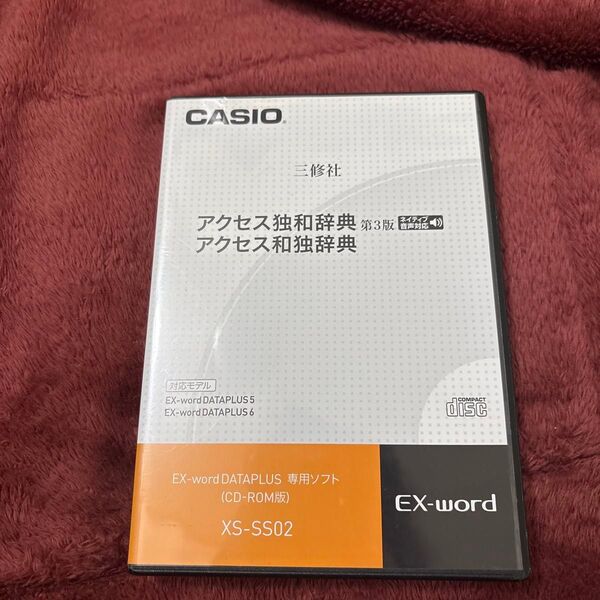 CASIO®
三修社
アクセス独和辞典 第3版 ネイティブ音声対応
アクセス和独辞典
対応モデル
EX-word DATAPLUS 5
EX-word DATAPLUS 6
COMPACT
disc
EX-word DATAPLUS 専用ソフト
(CD-ROM版)
EX-word
XS-SS02